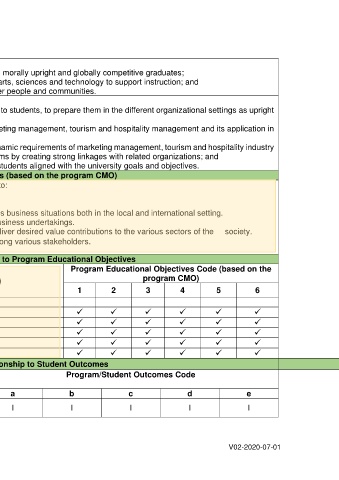 morally upright and globally competitive graduates;
arts, sciences and technology to support instruction; and
er people and communities.
to students, to prepare them in the different organizational settings as upright
eting management, tourism and hospitality management and its application in
namic requirements of marketing management, tourism and hospitality industry
ms by creating strong linkages with related organizations; and
students aligned with the university goals and objectives.
s (based on the program CMO)
to:
s business situations both in the local and international setting.
usiness undertakings.
liver desired value contributions to the various sectors of the society.
ong various stakeholders.
to Program Educational Objectives
Program Educational Objectives Code (based on the
program CMO)
)
1 2 3 4 5 6
✓ ✓ ✓ ✓ ✓ ✓
✓ ✓ ✓ ✓ ✓ ✓
✓ ✓ ✓ ✓ ✓ ✓
✓ ✓ ✓ ✓ ✓ ✓
✓ ✓ ✓ ✓ ✓ ✓
onship to Student Outcomes
Program/Student Outcomes Code
a b c d e
I I I I I
V02-2020-07-01